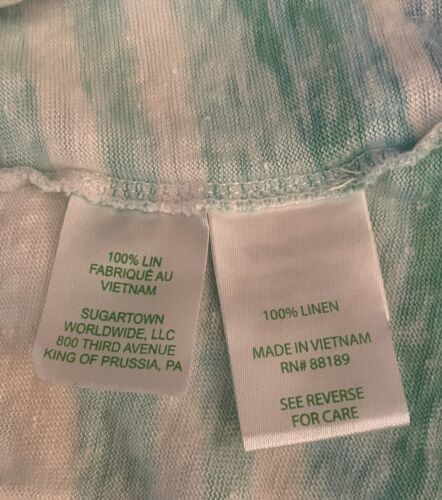 100% LIN
FABRIQUÉ AU
VIETNAM
SUGARTOWN
WORLDWIDE, LLC
800 THIRD AVENUE
KING OF PRUSSIA, PA
100% LINEN
MADE IN VIETNAM
RN# 88189
SEE REVERSE
FOR CARE